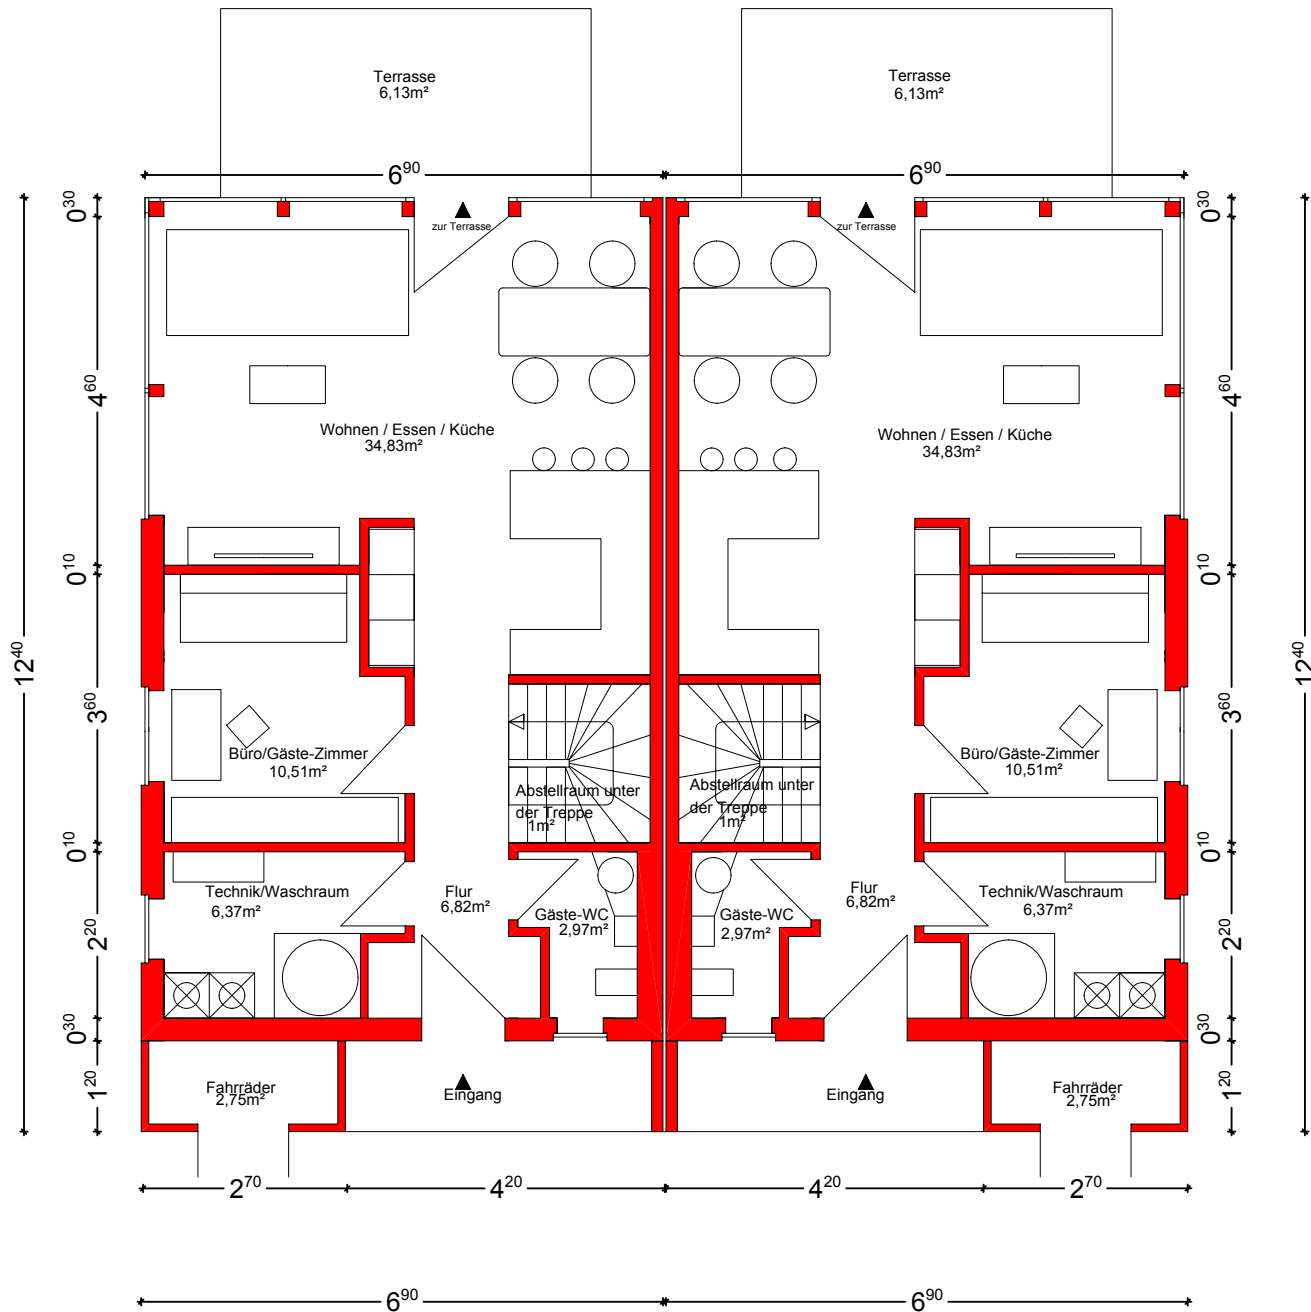 Terrasse
6,13m²
Terrasse
6,13m²
6⁹⁰
6⁹⁰
0³⁰
zur Terrasse
zur Terrasse
0³⁰
4⁶⁰
4⁶⁰
Wohnen / Essen / Küche
34,83m²
Wohnen / Essen / Küche
34,83m²
0¹⁰
0¹⁰
12⁴⁰
12⁴⁰
3⁶⁰
3⁶⁰
Büro/Gäste-Zimmer
10,51m²
Büro/Gäste-Zimmer
10,51m²
Abstellraum unter
der Treppe
1m²
Abstellraum unter
der Treppe
1m²
0¹⁰
0¹⁰
Technik/Waschraum
6,37m²
Flur
6,82m²
Gäste-WC
2,97m²
Gäste-WC
2,97m²
Flur
6,82m²
Technik/Waschraum
6,37m²
2²⁰
2²⁰
0³⁰
0³⁰
1²⁰
1²⁰
Fahrräder
2,75m²
Eingang
Eingang
Fahrräder
2,75m²
2⁷⁰
4²⁰
4²⁰
2⁷⁰
6⁹⁰
6⁹⁰